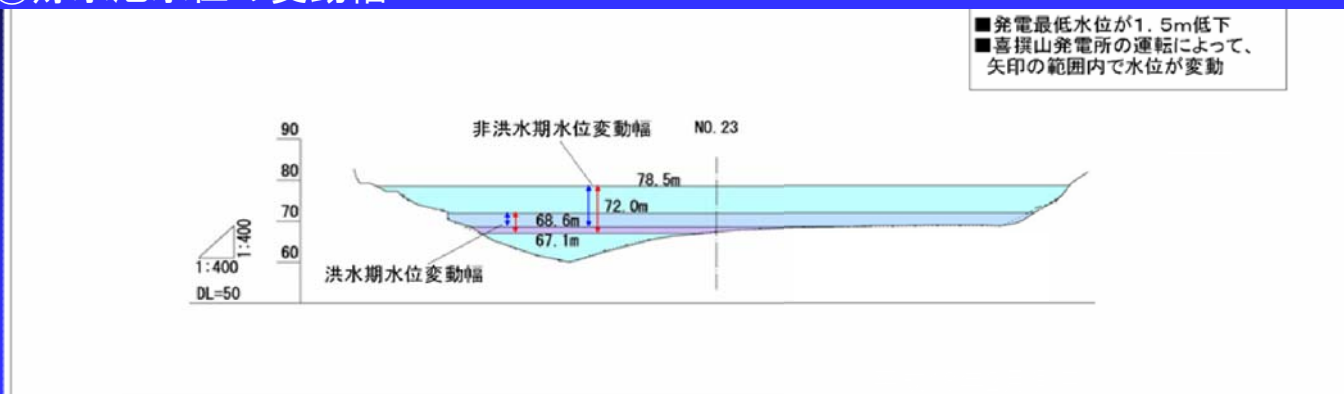 ■発電最低水位が1.5m低下
■喜撰山発電所の運転によって、
矢印の範囲内で水位が変動
非洪水期水位変動幅
NO.23
90
80
70
60
78.5m
72.0m
68.6m
67.1m
洪水期水位変動幅
1:400
1:400
DL=50